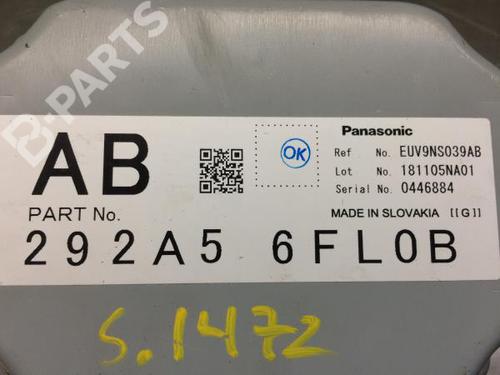 B-PARTS
AB
PART No.
OK
Panasonic
Ref No. EUV9NS039AB
Lot No. 181105NA01
Serial No. 0446884
MADE IN SLOVAKIA [[G]]
292A5 6FL0B
S.1472